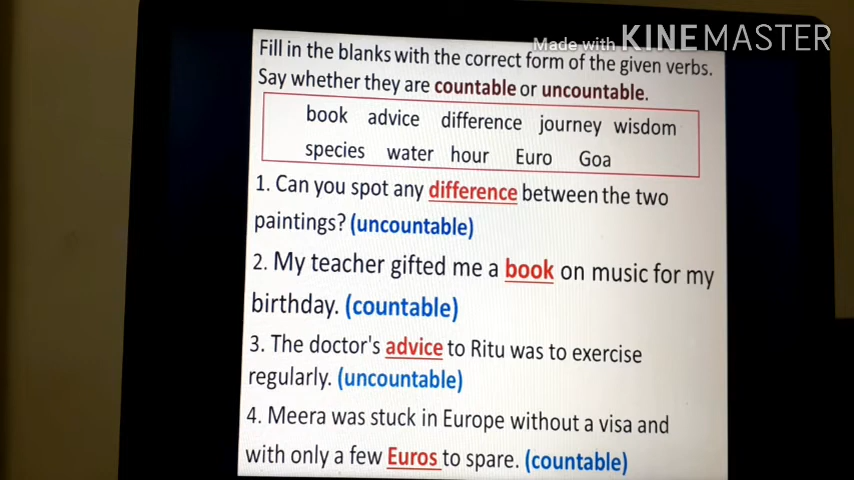 Made with KINEMASTER
Fill in the blanks with the correct form of the given verbs.
Say whether they are countable or uncountable.
book advice difference journey wisdom
species water hour Euro Goa
1. Can you spot any difference between the two
paintings? (uncountable)
2. My teacher gifted me a book on music for my
birthday. (countable)
3. The doctor's advice to Ritu was to exercise
regularly. (uncountable)
4. Meera was stuck in Europe without a visa and
with only a few Euros to spare. (countable)